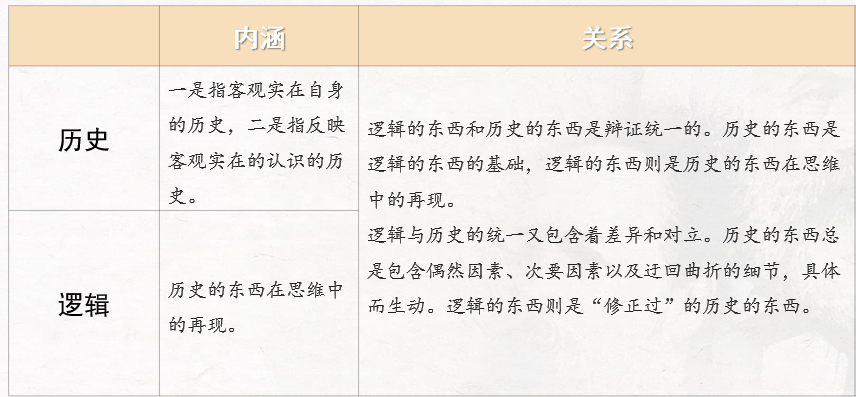 内涵
关系
历史
一是指客观实在自身
的历史，二是指反映
客观实在的认识的历
史。
逻辑的东西和历史的东西是辩证统一的。历史的东西是
逻辑的东西的基础，逻辑的东西则是历史的东西在思维
中的再现。
逻辑与历史的统一又包含着差异和对立。历史的东西总
是包含偶然因素、次要因素以及迂回曲折的细节，具体
而生动。逻辑的东西则是“修正过”的历史的东西。
逻辑
历史的东西在思维中
的再现。